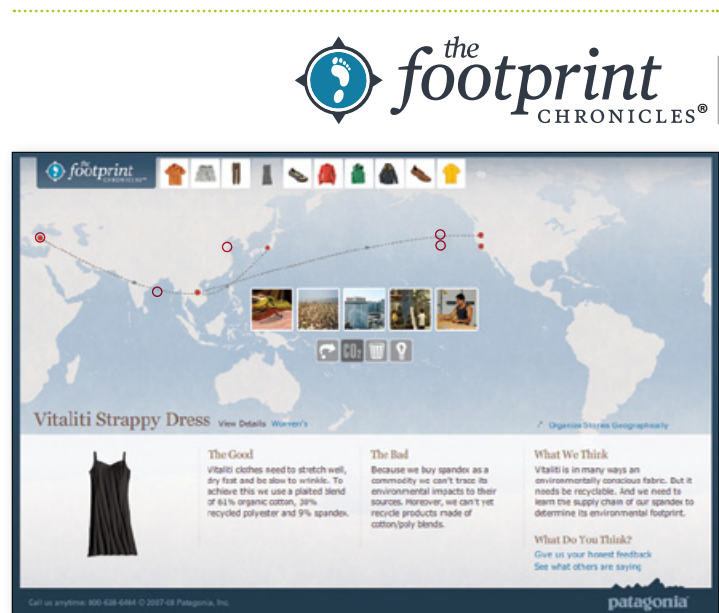 the
footprint
CHRONICLES®
the
footprint
CHRONICLES™
CO2
Vitaliti Strappy Dress View Details Women's
Organize Stories Geographically
The Good
Vitaliti clothes need to stretch well,
dry fast and be slow to wrinkle. To
achieve this we use a plaited blend
of 61% organic cotton, 30%
recycled polyester and 9% spandex.
The Bad
Because we buy spandex as a
commodity we can't trace its
environmental impacts to their
sources. Moreover, we can't yet
recycle products made of
cotton/poly blends.
What We Think
Vitaliti is in many ways an
environmentally conscious fabric. But it
needs be recyclable. And we need to
learn the supply chain of our spandex to
determine its environmental footprint.
What Do You Think?
Give us your honest feedback
See what others are saying
Call us anytime: 800-638-6464 © 2007-08 Patagonia, Inc.
patagonia